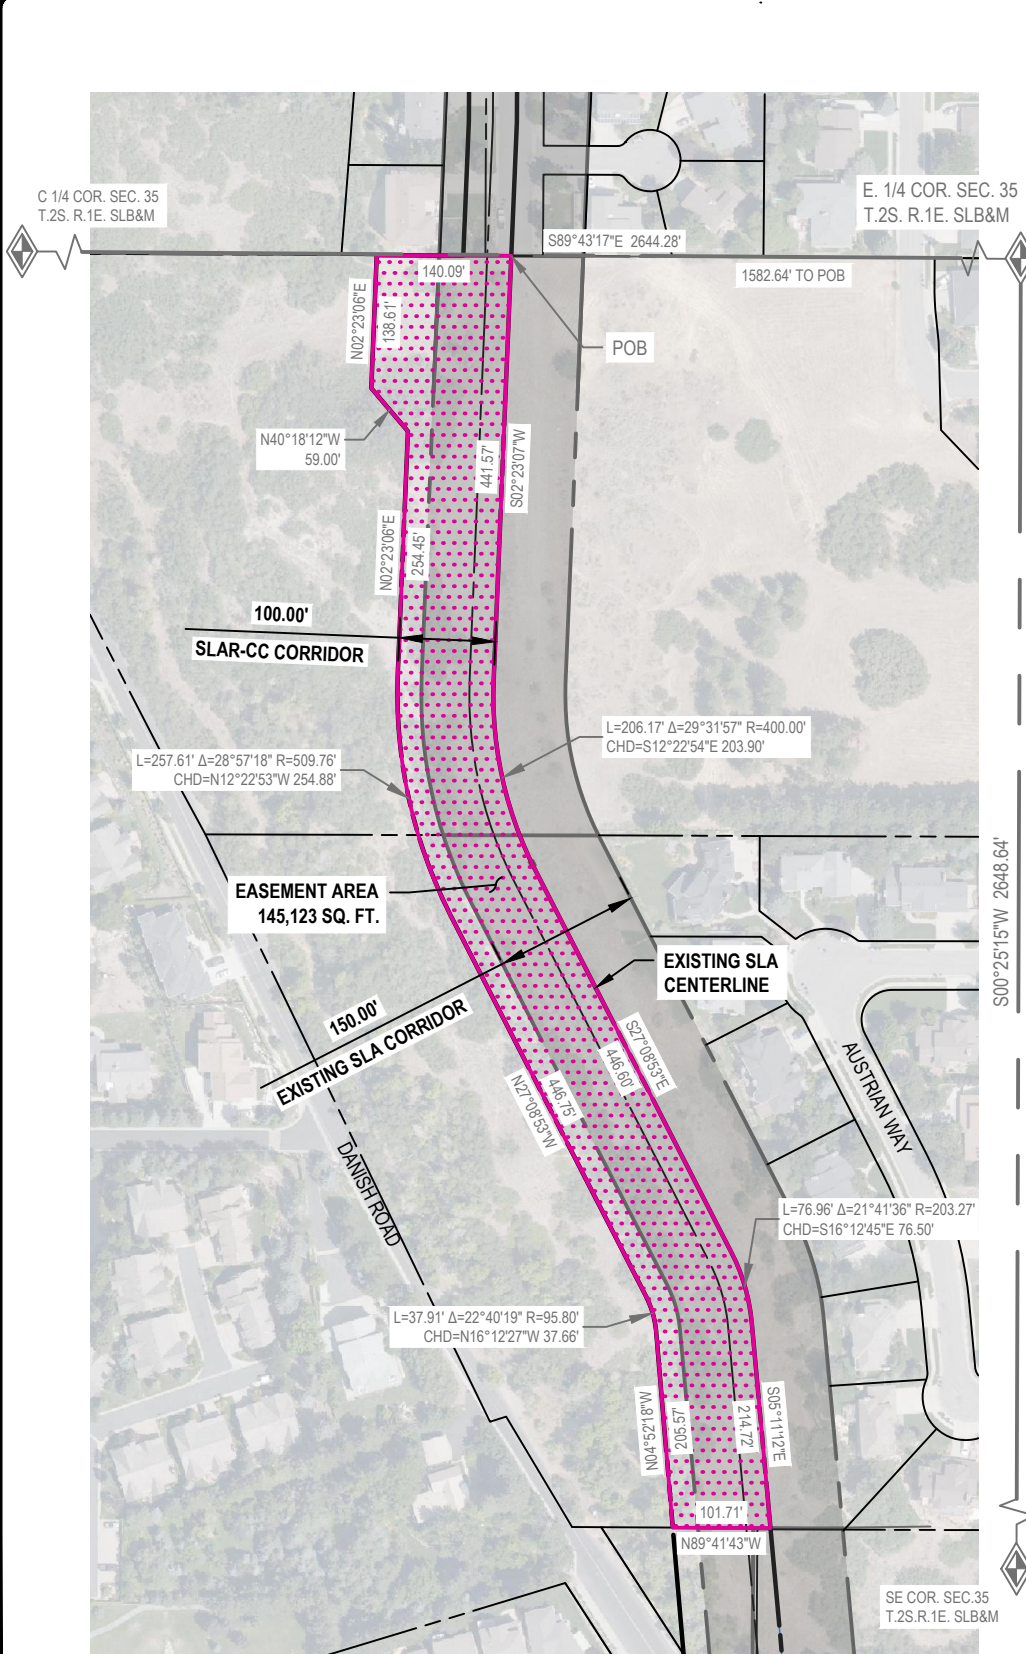 C 1/4 COR. SEC. 35
T.2S. R.1E. SLB&M
E. 1/4 COR. SEC. 35
T.2S. R.1E. SLB&M
S89°43'17"E 2644.28'
140.09'
1582.64' TO POB
N02°23'06"E
138.61'
POB
N40°18'12"W
59.00'
441.57'
S02°23'07"W
N02°23'06"E
254.45'
100.00'
SLAR-CC CORRIDOR
L=206.17' Δ=29°31'57" R=400.00'
CHD=S12°22'54"E 203.90'
L=257.61' Δ=28°57'18" R=509.76'
CHD=N12°22'53"W 254.88'
EASEMENT AREA
145,123 SQ. FT.
S00°25'15"W 2648.64'
EXISTING SLA
CENTERLINE
150.00'
EXISTING SLA CORRIDOR
S27°08'53"E
446.60'
446.75'
N27°08'53"W
AUSTRIAN WAY
DANISH ROAD
L=76.96' Δ=21°41'36" R=203.27'
CHD=S16°12'45"E 76.50'
L=37.91' Δ=22°40'19" R=95.80'
CHD=N16°12'27"W 37.66'
N04°52'18"W
205.57'
214.72'
S05°11'12"E
101.71'
N89°41'43"W
SE COR. SEC.35
T.2S.R.1E. SLB&M